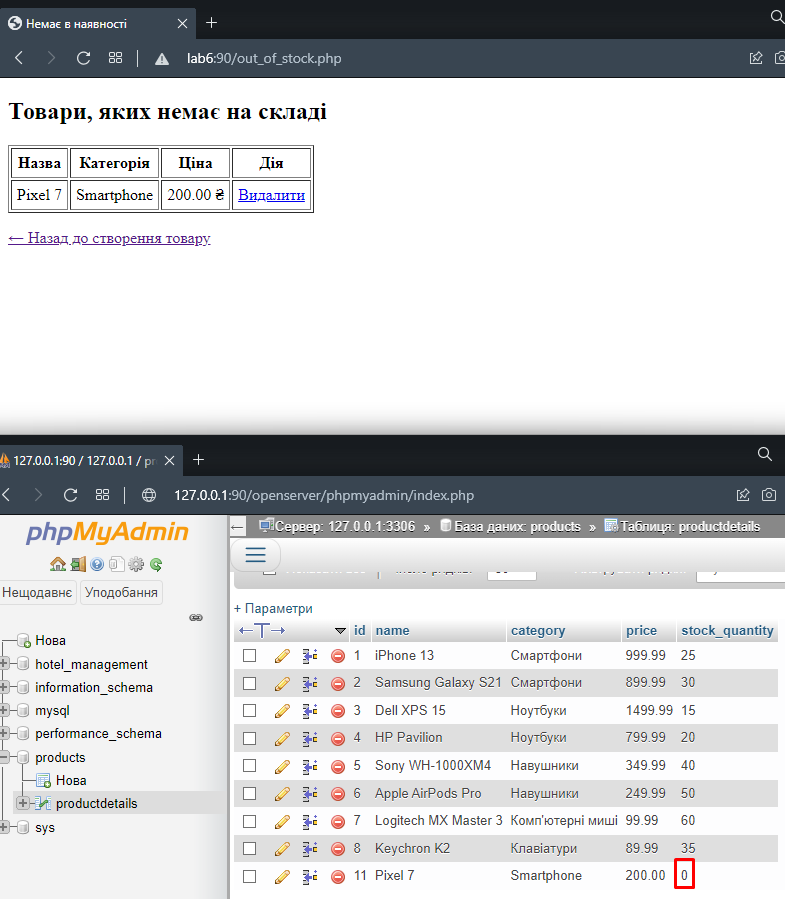 Немає в наявності
lab6:90/out_of_stock.php
Товари, яких немає на складі
Назва Категорія Ціна Дія
Pixel 7 Smartphone 200.00 ₴ Видалити
← Назад до створення товару
127.0.0.1:90 / 127.0.0.1 / pr
127.0.0.1:90/openserver/phpmyadmin/index.php
phpMyAdmin
Нещодавнє Уподобання
Нова
hotel_management
information_schema
mysql
performance_schema
products
Нова
productdetails
sys
Сервер: 127.0.0.1:3306 » База даних: products » Таблиця: productdetails
+ Параметри
←T→ id name category price stock_quantity
1 iPhone 13 Смартфони 999.99 25
2 Samsung Galaxy S21 Смартфони 899.99 30
3 Dell XPS 15 Ноутбуки 1499.99 15
4 HP Pavilion Ноутбуки 799.99 20
5 Sony WH-1000XM4 Навушники 349.99 40
6 Apple AirPods Pro Навушники 249.99 50
7 Logitech MX Master 3 Комп'ютерні миші 99.99 60
8 Keychron K2 Клавіатури 89.99 35
11 Pixel 7 Smartphone 200.00 0